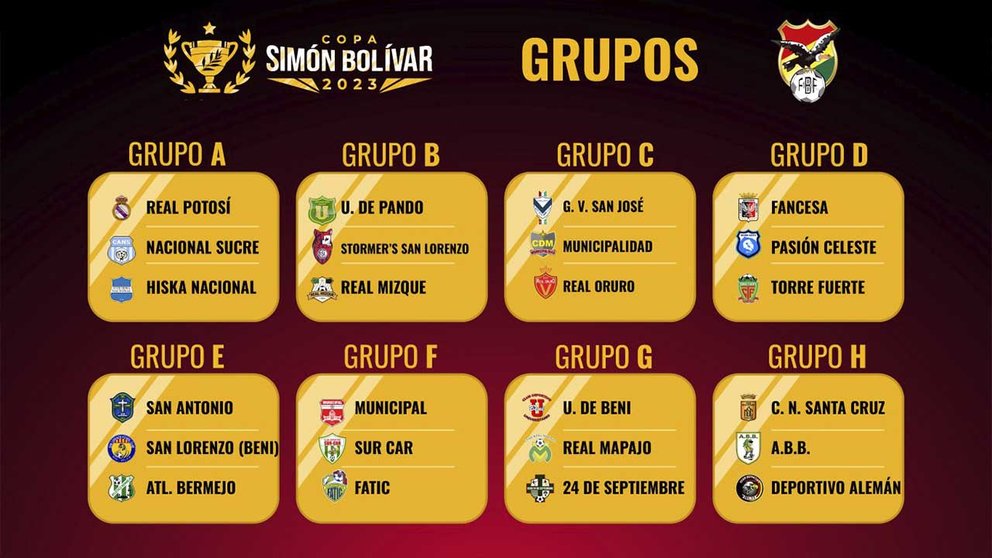 COPA
SIMÓN BOLÍVAR
2023
GRUPOS
FBF
GRUPO A
REAL POTOSÍ
NACIONAL SUCRE
CANS
HISKA NACIONAL
GRUPO B
U. DE PANDO
STORMER'S SAN LORENZO
REAL MIZQUE
GRUPO C
G. V. SAN JOSÉ
MUNICIPALIDAD
CDM
REAL ORURO
GRUPO D
FANCESA
PASIÓN CELESTE
TORRE FUERTE
GRUPO E
SAN ANTONIO
SAN LORENZO (BENI)
ATL. BERMEJO
GRUPO F
MUNICIPAL
SUR CAR
FATIC
FATIC
GRUPO G
U. DE BENI
U
REAL MAPAJO
24 DE SEPTIEMBRE
GRUPO H
C. N. SANTA CRUZ
A.B.B.
A.B.B.
DEPORTIVO ALEMÁN